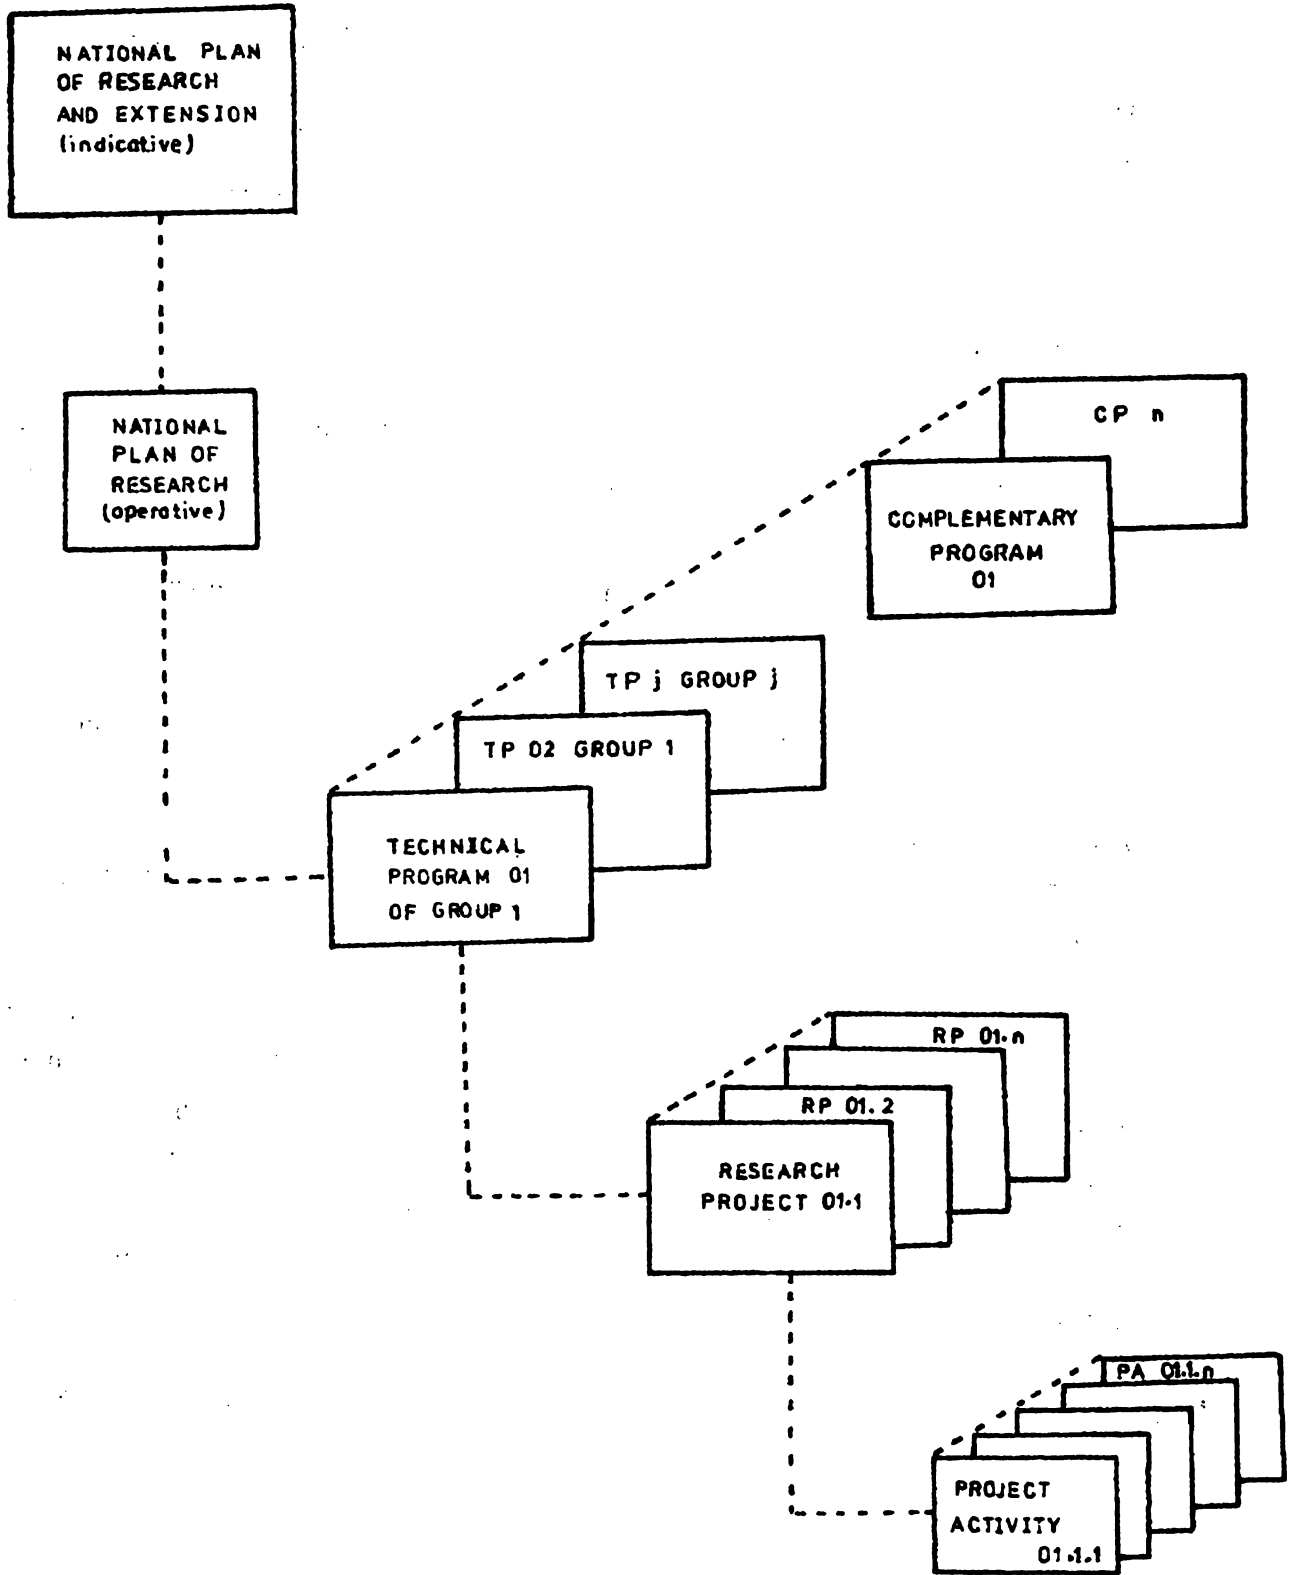 NATIONAL PLAN
OF RESEARCH
AND EXTENSION
(indicative)
NATIONAL
PLAN OF
RESEARCH
(operative)
CP n
COMPLEMENTARY
PROGRAM
01
TP j GROUP j
TP 02 GROUP 1
TECHNICAL
PROGRAM 01
OF GROUP 1
RP 01.n
RP 01.2
RESEARCH
PROJECT 01.1
PA 01.1.n
PROJECT
ACTIVITY
01.1.1